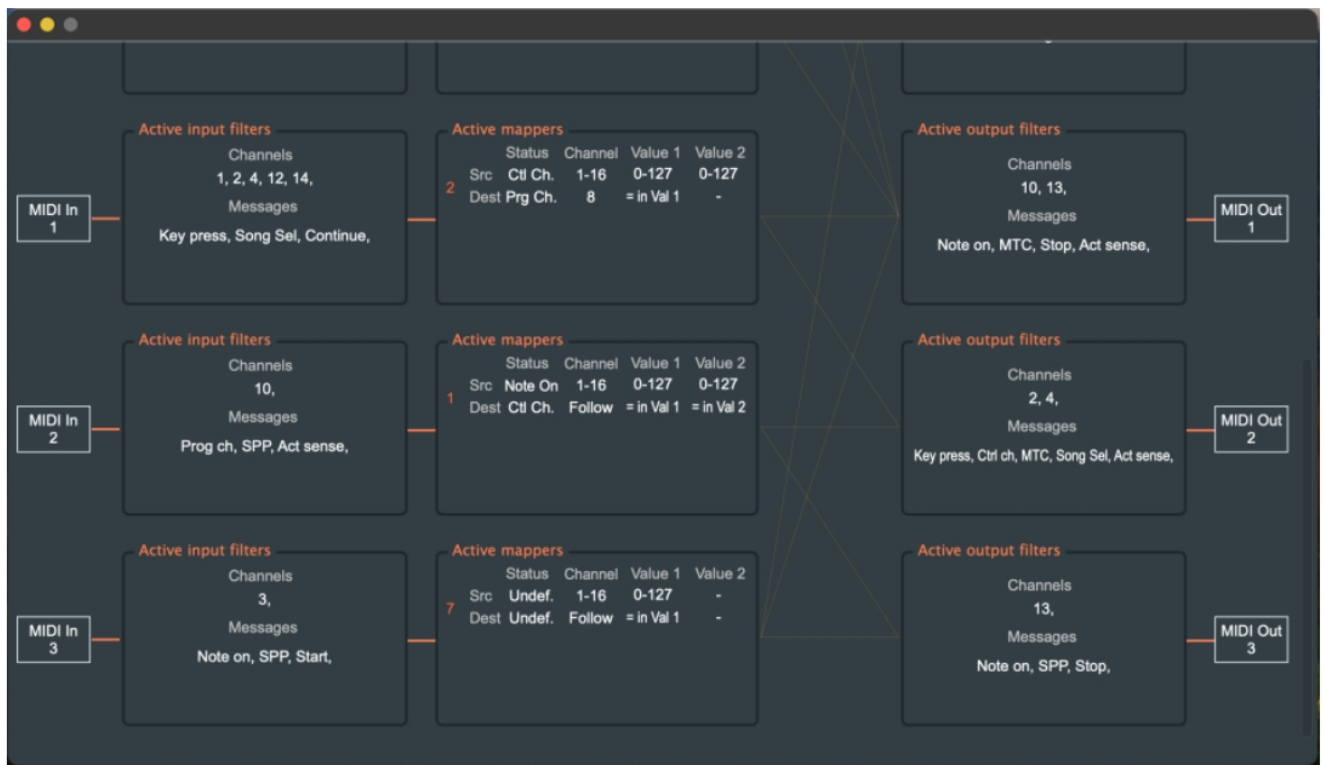 Active input filters
Channels
1, 2, 4, 12, 14,
Messages
Key press, Song Sel, Continue,
MIDI In
1
Active mappers
Status Channel Value 1 Value 2
Src Ctl Ch. 1-16 0-127 0-127
2
Dest Prg Ch. 8 = in Val 1 -
Active output filters
Channels
10, 13,
Messages
Note on, MTC, Stop, Act sense,
MIDI Out
1
Active input filters
Channels
10,
Messages
Prog ch, SPP, Act sense,
MIDI In
2
Active mappers
Status Channel Value 1 Value 2
Src Note On 1-16 0-127 0-127
1
Dest Ctl Ch. Follow = in Val 1 = in Val 2
Active output filters
Channels
2, 4,
Messages
Key press, Ctrl ch, MTC, Song Sel, Act sense,
MIDI Out
2
Active input filters
Channels
3,
Messages
Note on, SPP, Start,
MIDI In
3
Active mappers
Status Channel Value 1 Value 2
Src Undef. 1-16 0-127 -
7
Dest Undef. Follow = in Val 1 -
Active output filters
Channels
13,
Messages
Note on, SPP, Stop,
MIDI Out
3